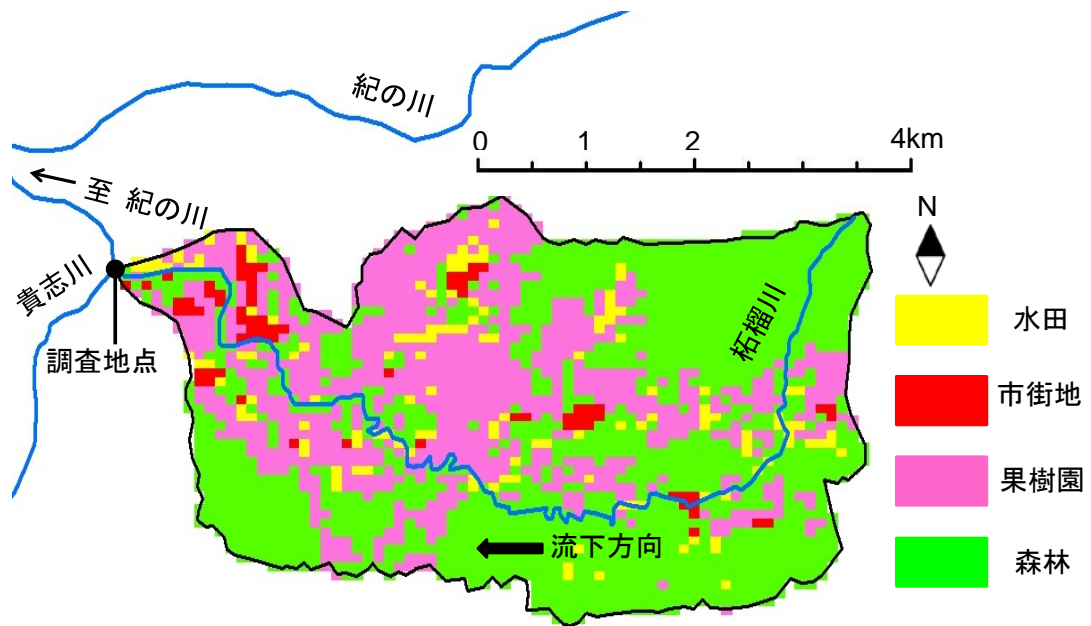 紀の川
0 1 2 4km
至 紀の川
N
貴志川
柘榴川
水田
調査地点
市街地
果樹園
流下方向
森林